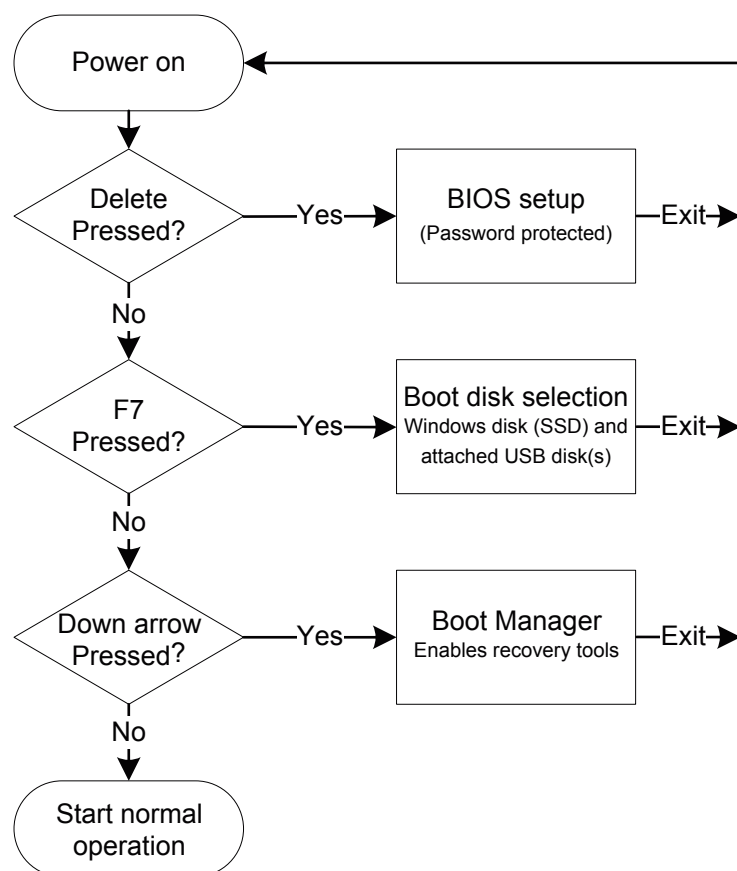 Power on
Delete
Pressed?
Yes
BIOS setup
(Password protected)
Exit
No
F7
Pressed?
Yes
Boot disk selection
Windows disk (SSD) and
attached USB disk(s)
Exit
No
Down arrow
Pressed?
Yes
Boot Manager
Enables recovery tools
Exit
No
Start normal
operation